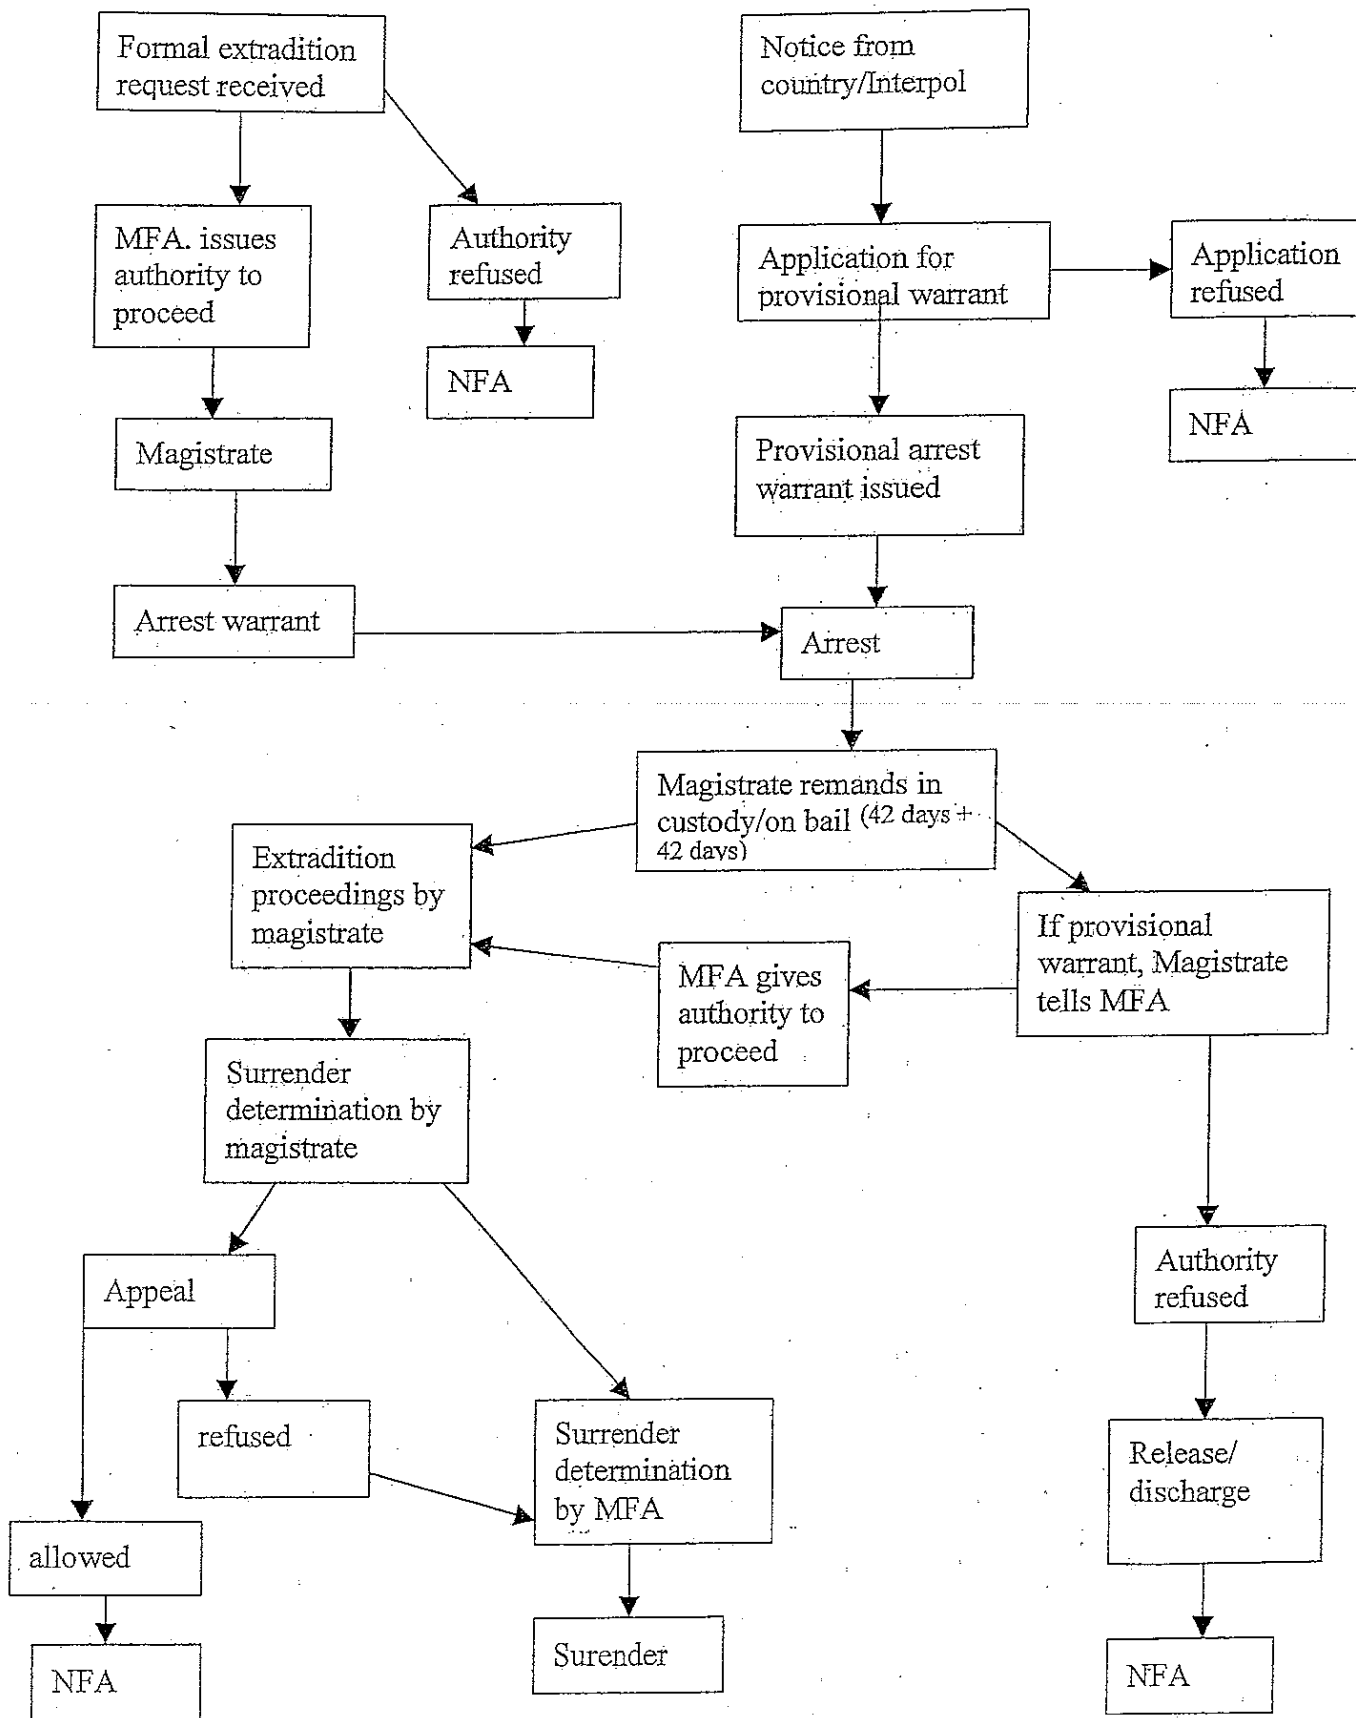 Formal extradition
request received
Notice from
country/Interpol
MFA. issues
authority to
proceed
Authority
refused
Application for
provisional warrant
Application
refused
NFA
NFA
Magistrate
Provisional arrest
warrant issued
Arrest warrant
Arrest
Magistrate remands in
custody/on bail (42 days +
42 days)
Extradition
proceedings by
magistrate
If provisional
warrant, Magistrate
tells MFA
MFA gives
authority to
proceed
Surrender
determination by
magistrate
Appeal
Authority
refused
refused
Surrender
determination
by MFA
Release/
discharge
allowed
Surender
NFA
NFA